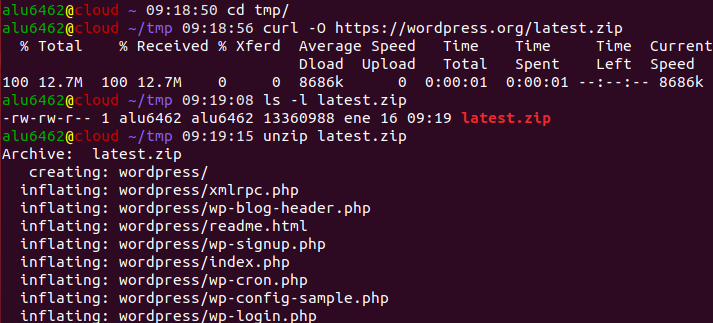 alu6462@cloud ~ 09:18:50 cd tmp/
alu6462@cloud ~/tmp 09:18:56 curl -O https://wordpress.org/latest.zip
  % Total    % Received % Xferd  Average Speed   Time    Time     Time  Current
                                 Dload  Upload   Total   Spent    Left  Speed
100 12.7M  100 12.7M    0     0  8686k      0  0:00:01  0:00:01 --:--:-- 8686k
alu6462@cloud ~/tmp 09:19:08 ls -l latest.zip
-rw-rw-r-- 1 alu6462 alu6462 13360988 ene 16 09:19 latest.zip
alu6462@cloud ~/tmp 09:19:15 unzip latest.zip
Archive:  latest.zip
   creating: wordpress/
  inflating: wordpress/xmlrpc.php
  inflating: wordpress/wp-blog-header.php
  inflating: wordpress/readme.html
  inflating: wordpress/wp-signup.php
  inflating: wordpress/index.php
  inflating: wordpress/wp-cron.php
  inflating: wordpress/wp-config-sample.php
  inflating: wordpress/wp-login.php